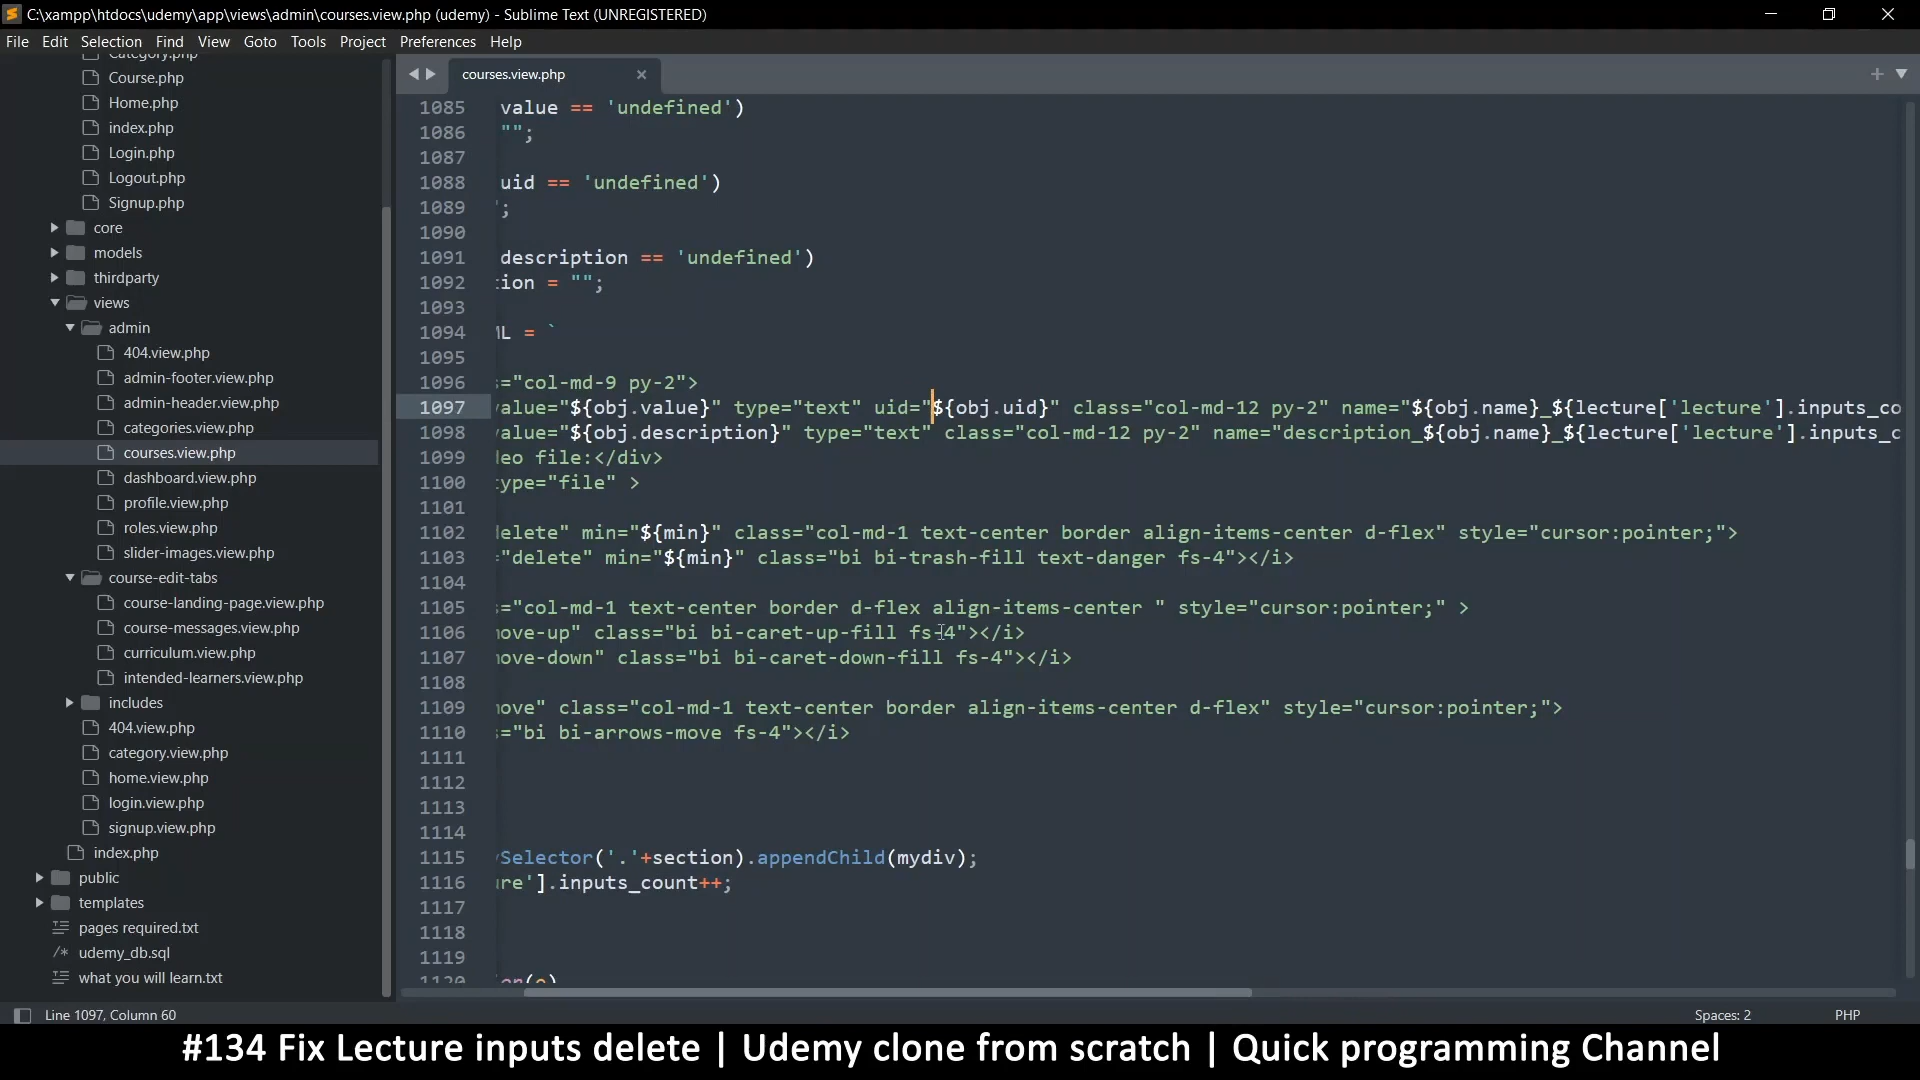 C:\xampp\htdocs\udemy\app\views\admin\courses.view.php (udemy) - Sublime Text (UNREGISTERED)
File Edit Selection Find View Goto Tools Project Preferences Help
Category.php
Course.php
Home.php
index.php
Login.php
Logout.php
Signup.php
core
models
thirdparty
views
admin
404.view.php
admin-footer.view.php
admin-header.view.php
categories.view.php
courses.view.php
dashboard.view.php
profile.view.php
roles.view.php
slider-images.view.php
course-edit-tabs
course-landing-page.view.php
course-messages.view.php
curriculum.view.php
intended-learners.view.php
includes
404.view.php
category.view.php
home.view.php
login.view.php
signup.view.php
index.php
public
templates
pages required.txt
/* udemy_db.sql
what you will learn.txt
courses.view.php
1085 value == 'undefined')
1086 "";
1087
1088 uid == 'undefined')
1089 ';
1090
1091 description == 'undefined')
1092 tion = "";
1093
1094 ML = `
1095
1096 s="col-md-9 py-2">
1097 value="${obj.value}" type="text" uid="${obj.uid}" class="col-md-12 py-2" name="${obj.name}_${lecture['lecture'].inputs_co
1098 value="${obj.description}" type="text" class="col-md-12 py-2" name="description_${obj.name}_${lecture['lecture'].inputs_c
1099 deo file:</div>
1100 type="file" >
1101
1102 delete" min="${min}" class="col-md-1 text-center border align-items-center d-flex" style="cursor:pointer;">
1103 ="delete" min="${min}" class="bi bi-trash-fill text-danger fs-4"></i>
1104
1105 s="col-md-1 text-center border d-flex align-items-center " style="cursor:pointer;" >
1106 move-up" class="bi bi-caret-up-fill fs-4"></i>
1107 move-down" class="bi bi-caret-down-fill fs-4"></i>
1108
1109 move" class="col-md-1 text-center border align-items-center d-flex" style="cursor:pointer;">
1110 s="bi bi-arrows-move fs-4"></i>
1111
1112
1113
1114
1115 ySelector('.'+section).appendChild(mydiv);
1116 ure'].inputs_count++;
1117
1118
1119
1120
Line 1097, Column 60
Spaces: 2
PHP
#134 Fix Lecture inputs delete | Udemy clone from scratch | Quick programming Channel